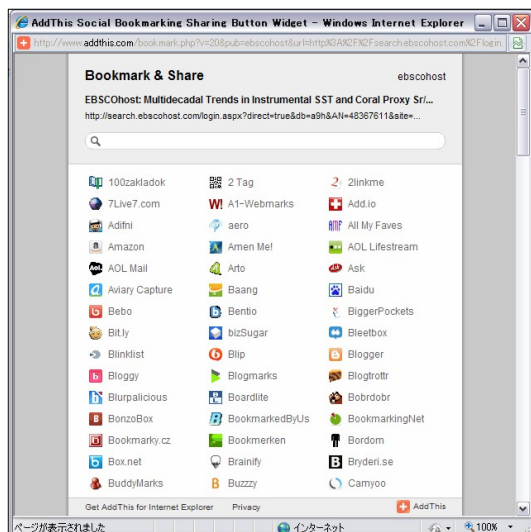 AddThis Social Bookmarking Sharing Button Widget - Windows Internet Explorer
http://www.addthis.com/bookmark.php?v=20&pub=ebscohost&url=http%3A%2F%2Fsearch.ebscohost.com%2Flogin.
Bookmark & Share ebscohost
EBSCOhost: Multidecadal Trends in Instrumental SST and Coral Proxy Sr/...
http://search.ebscohost.com/login.aspx?direct=true&db=a9h&AN=48367611&site=...
100zakladok 2 Tag 2linkme
7Live7.com A1-Webmarks Add.io
Adifni aero All My Faves
Amazon Amen Me! AOL Lifestream
AOL Mail Arto Ask
Aviary Capture Baang Baidu
Bebo Bentio BiggerPockets
Bit.ly bizSugar Bleetbox
Blinklist Blip Blogger
Bloggy Blogmarks Blogtrottr
Blurpalicious Boardlite Bobrdobr
BonzoBox BookmarkedByUs BookmarkingNet
Bookmarky.cz Bookmerken Bordom
Box.net Brainify Bryderi.se
BuddyMarks Buzzzy Camyoo
Get AddThis for Internet Explorer Privacy AddThis
ページが表示されました インターネット 100%